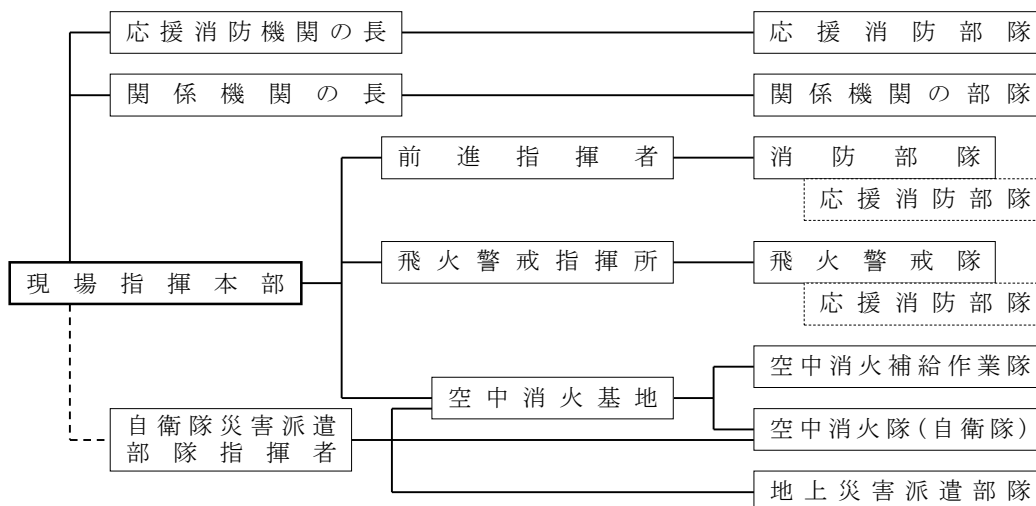 応援消防機関の長
応援消防部隊
関係機関の長
関係機関の部隊
前進指揮者
消防部隊
応援消防部隊
飛火警戒指揮所
飛火警戒隊
現場指揮本部
応援消防部隊
空中消火補給作業隊
空中消火基地
自衛隊災害派遣
部隊指揮者
空中消火隊(自衛隊)
地上災害派遣部隊